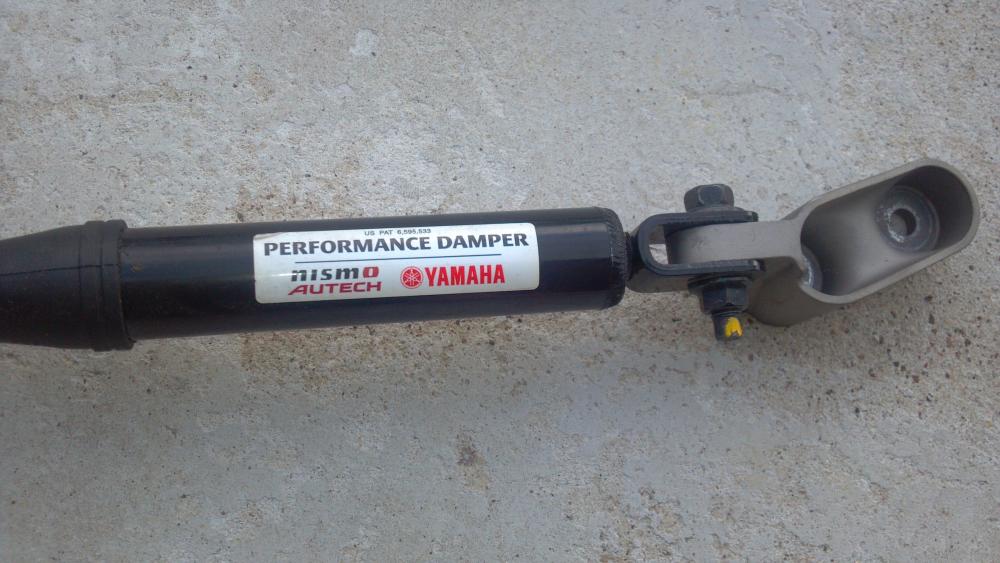 US PAT 6,595,533
PERFORMANCE DAMPER
nismo
AUTECH
YAMAHA